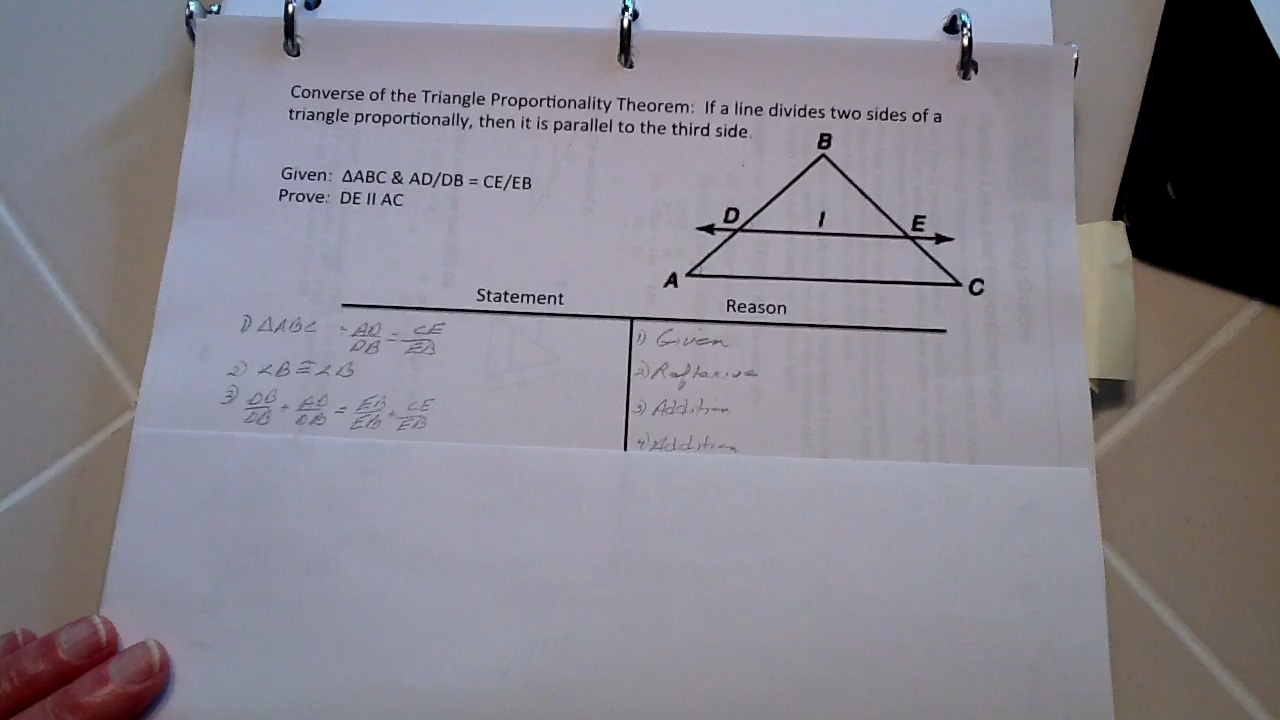 Converse of the Triangle Proportionality Theorem: If a line divides two sides of a
triangle proportionally, then it is parallel to the third side.
Given: ΔABC & AD/DB = CE/EB
Prove: DE II AC
B
D
l
E
A
C
Statement
Reason
1) ΔABC ÷ AD/DB = CE/EB
1) Given
2) ∠B ≅ ∠B
2) Reflexive
3) DB/DB + AD/DB = EB/EB + CE/EB
3) Addition
4) Addition